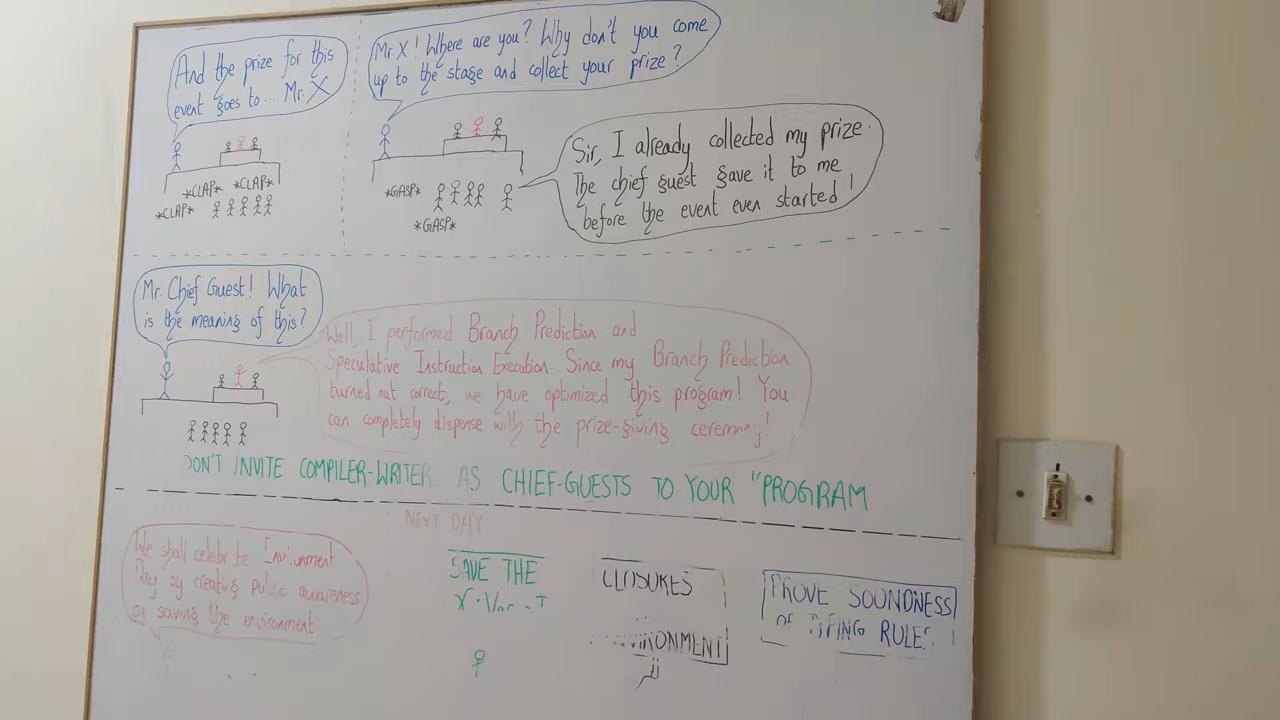 And the prize for this
event goes to... Mr. X
Mr X! Where are you? Why don't you come
up to the stage and collect your prize?
*CLAP* *CLAP*
*CLAP*
*GASP*
*GASP*
Sir, I already collected my prize.
The chief guest gave it to me
before the event even started!
Mr. Chief Guest! What
is the meaning of this?
Well, I performed Branch Prediction and
Speculative Instruction Execution. Since my Branch Prediction
turned out correct, we have optimized this program! You
can completely dispense with the prize-giving ceremony!
DON'T INVITE COMPILER-WRITER AS CHIEF-GUESTS TO YOUR "PROGRAM
NEXT DAY
We shall celebrate Environment
Day by creating public awareness
on saving the environment
SAVE THE
CLOSURES
ENVIRONMENT
PROVE SOUNDNESS
OF TYPING RULES